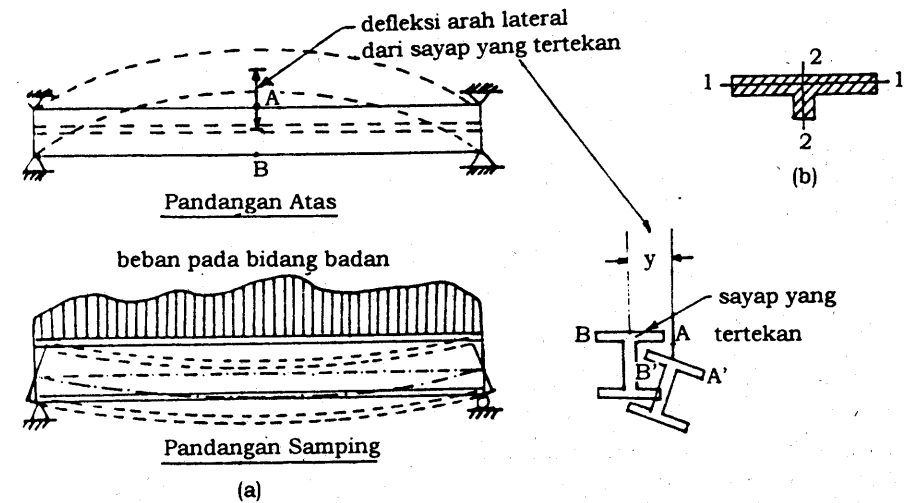 defleksi arah lateral
dari sayap yang tertekan
A
B
Pandangan Atas
1
2
1
2
(b)
beban pada bidang badan
y
sayap yang
tertekan
B
A
B'
A'
Pandangan Samping
(a)